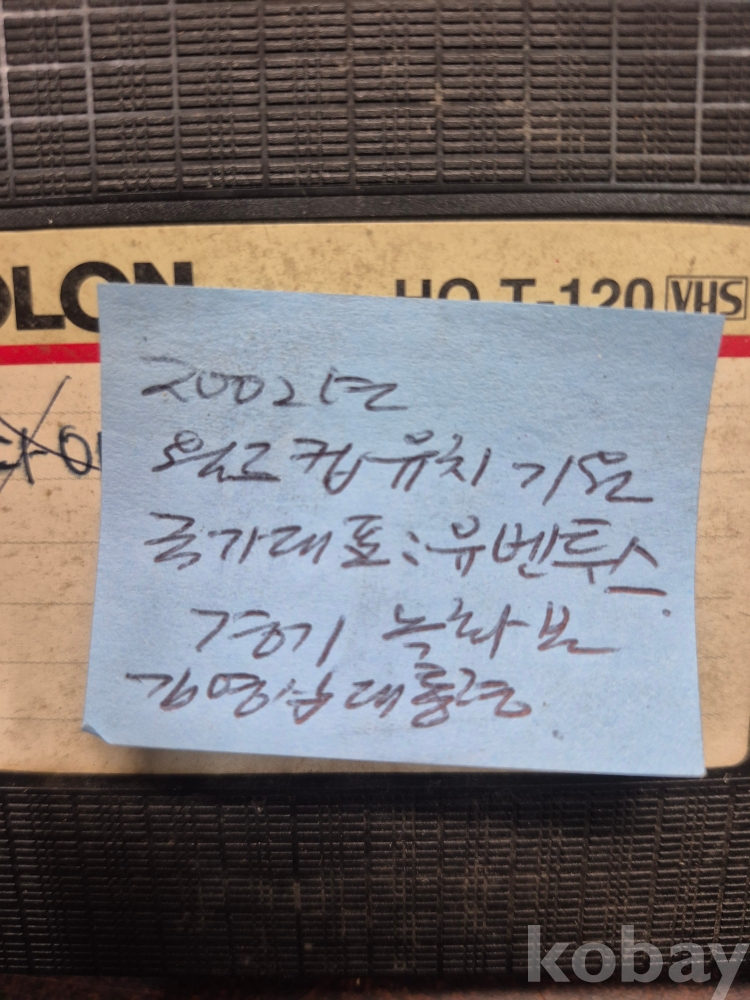 OLON
HQ T-120 VHS
2002년
월드컵유치 기원
국가대표:유벤투스
경기 녹화본
김영삼대통령
kobay